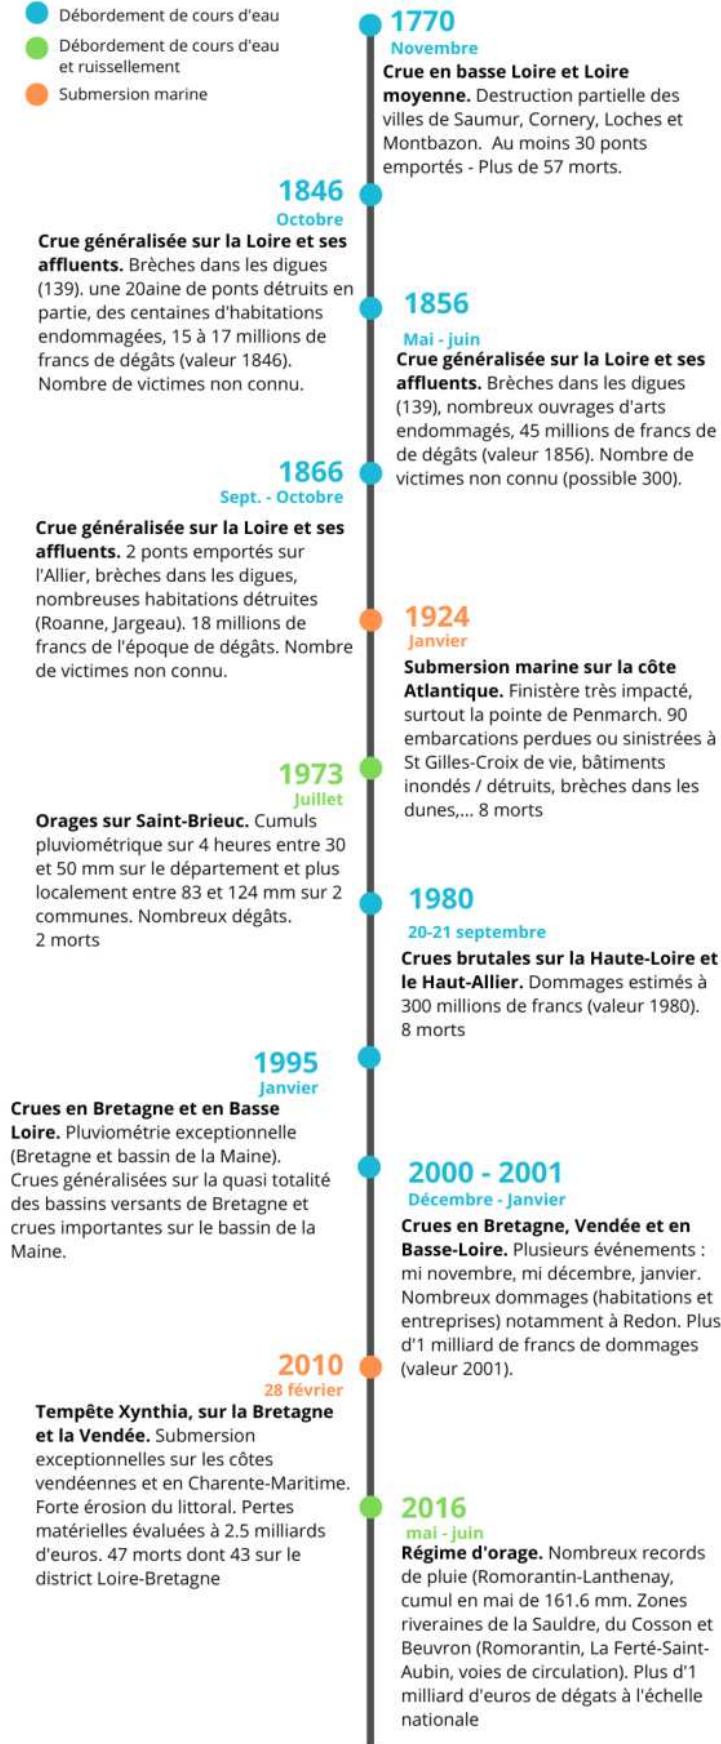 Débordement de cours d'eau
Débordement de cours d'eau
et ruissellement
Submersion marine
1770
Novembre
Crue en basse Loire et Loire
moyenne. Destruction partielle des
villes de Saumur, Cornery, Loches et
Montbazon. Au moins 30 ponts
emportés - Plus de 57 morts.
1846
Octobre
Crue généralisée sur la Loire et ses
affluents. Brèches dans les digues
(139). une 20aine de ponts détruits en
partie, des centaines d'habitations
endommagées, 15 à 17 millions de
francs de dégâts (valeur 1846).
Nombre de victimes non connu.
1856
Mai - juin
Crue généralisée sur la Loire et ses
affluents. Brèches dans les digues
(139), nombreux ouvrages d'arts
endommagés, 45 millions de francs de
de dégâts (valeur 1856). Nombre de
victimes non connu (possible 300).
1866
Sept. - Octobre
Crue généralisée sur la Loire et ses
affluents. 2 ponts emportés sur
l'Allier, brèches dans les digues,
nombreuses habitations détruites
(Roanne, Jargeau). 18 millions de
francs de l'époque de dégâts. Nombre
de victimes non connu.
1924
Janvier
Submersion marine sur la côte
Atlantique. Finistère très impacté,
surtout la pointe de Penmarch. 90
embarcations perdues ou sinistrées à
St Gilles-Croix de vie, bâtiments
inondés / détruits, brèches dans les
dunes,... 8 morts
1973
Juillet
Orages sur Saint-Brieuc. Cumuls
pluviométrique sur 4 heures entre 30
et 50 mm sur le département et plus
localement entre 83 et 124 mm sur 2
communes. Nombreux dégâts.
2 morts
1980
20-21 septembre
Crues brutales sur la Haute-Loire et
le Haut-Allier. Dommages estimés à
300 millions de francs (valeur 1980).
8 morts
1995
Janvier
Crues en Bretagne et en Basse
Loire. Pluviométrie exceptionnelle
(Bretagne et bassin de la Maine).
Crues généralisées sur la quasi totalité
des bassins versants de Bretagne et
crues importantes sur le bassin de la
Maine.
2000 - 2001
Décembre - Janvier
Crues en Bretagne, Vendée et en
Basse-Loire. Plusieurs événements :
mi novembre, mi décembre, janvier.
Nombreux dommages (habitations et
entreprises) notamment à Redon. Plus
d'1 milliard de francs de dommages
(valeur 2001).
2010
28 février
Tempête Xynthia, sur la Bretagne
et la Vendée. Submersion
exceptionnelles sur les côtes
vendéennes et en Charente-Maritime.
Forte érosion du littoral. Pertes
matérielles évaluées à 2.5 milliards
d'euros. 47 morts dont 43 sur le
district Loire-Bretagne
2016
mai - juin
Régime d'orage. Nombreux records
de pluie (Romorantin-Lanthenay,
cumul en mai de 161.6 mm. Zones
riveraines de la Sauldre, du Cosson et
Beuvron (Romorantin, La Ferté-Saint-
Aubin, voies de circulation). Plus d'1
milliard d'euros de dégats à l'échelle
nationale